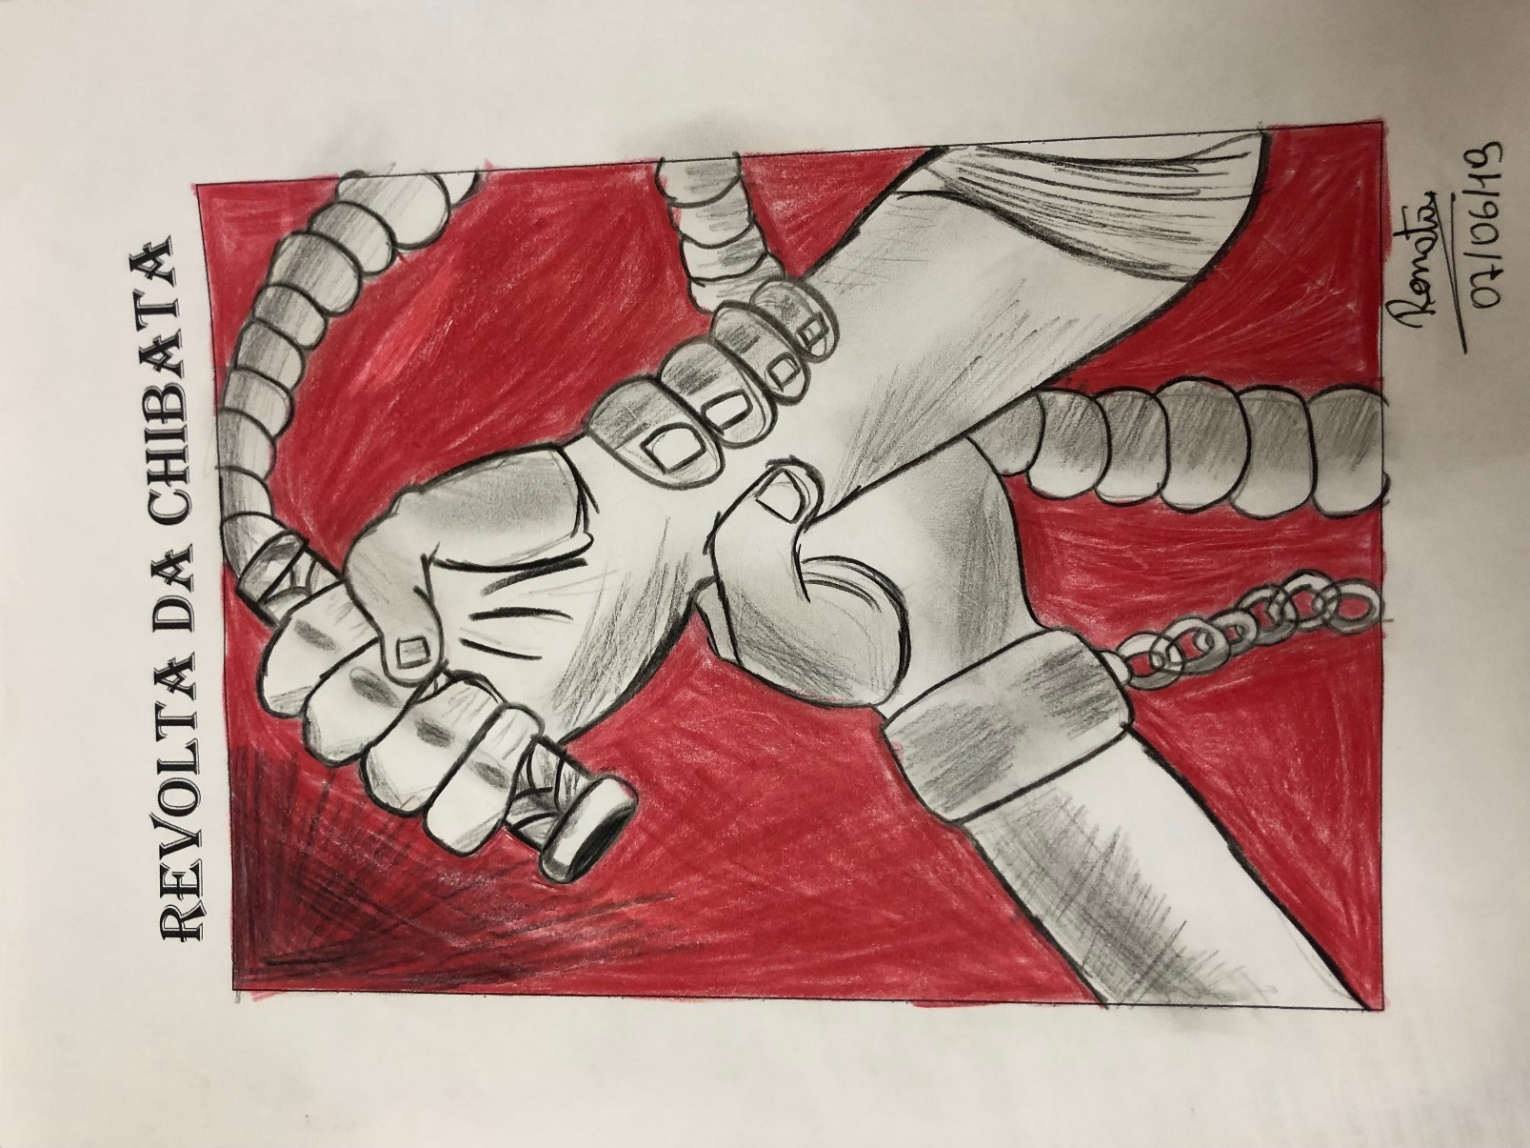 REVOLTA DA CHIBATA
Renata
07/06/19